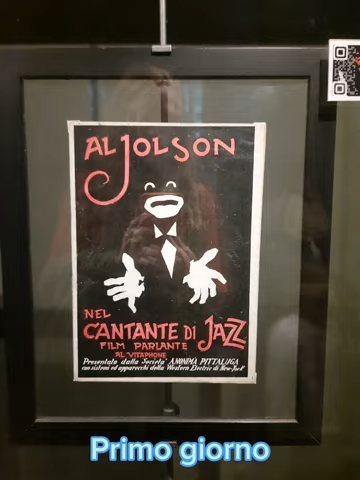 AL JOLSON
NEL
CANTANTE DI JAZZ
FILM PARLANTE
AL VITAPHONE
Presentato dalla Società ANONIMA PITTALUGA
con sistemi ed apparecchi della Western Electric di New-York
Primo giorno